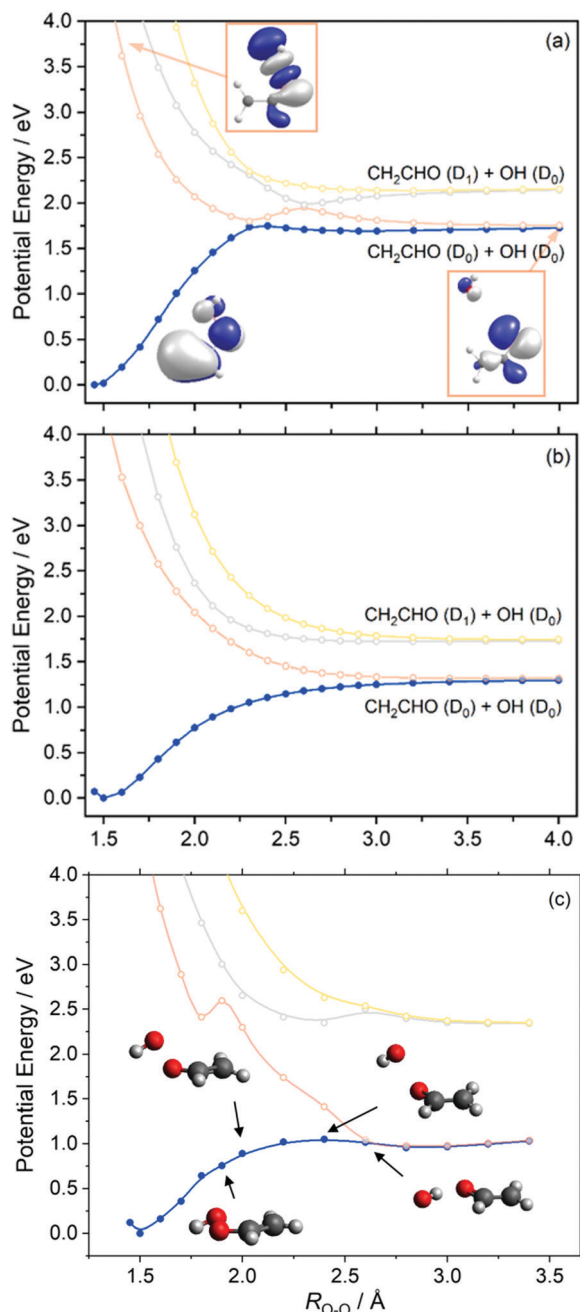 (a)
4.0
3.5
3.0
2.5
2.0
1.5
1.0
0.5
0.0
Potential Energy / eV
CH₂CHO (D₁) + OH (D₀)
CH₂CHO (D₀) + OH (D₀)
(b)
4.0
3.5
3.0
2.5
2.0
1.5
1.0
0.5
0.0
Potential Energy / eV
CH₂CHO (D₁) + OH (D₀)
CH₂CHO (D₀) + OH (D₀)
1.5 2.0 2.5 3.0 3.5 4.0
(c)
4.0
3.5
3.0
2.5
2.0
1.5
1.0
0.5
0.0
Potential Energy / eV
1.5 2.0 2.5 3.0 3.5
R_O-O / Å